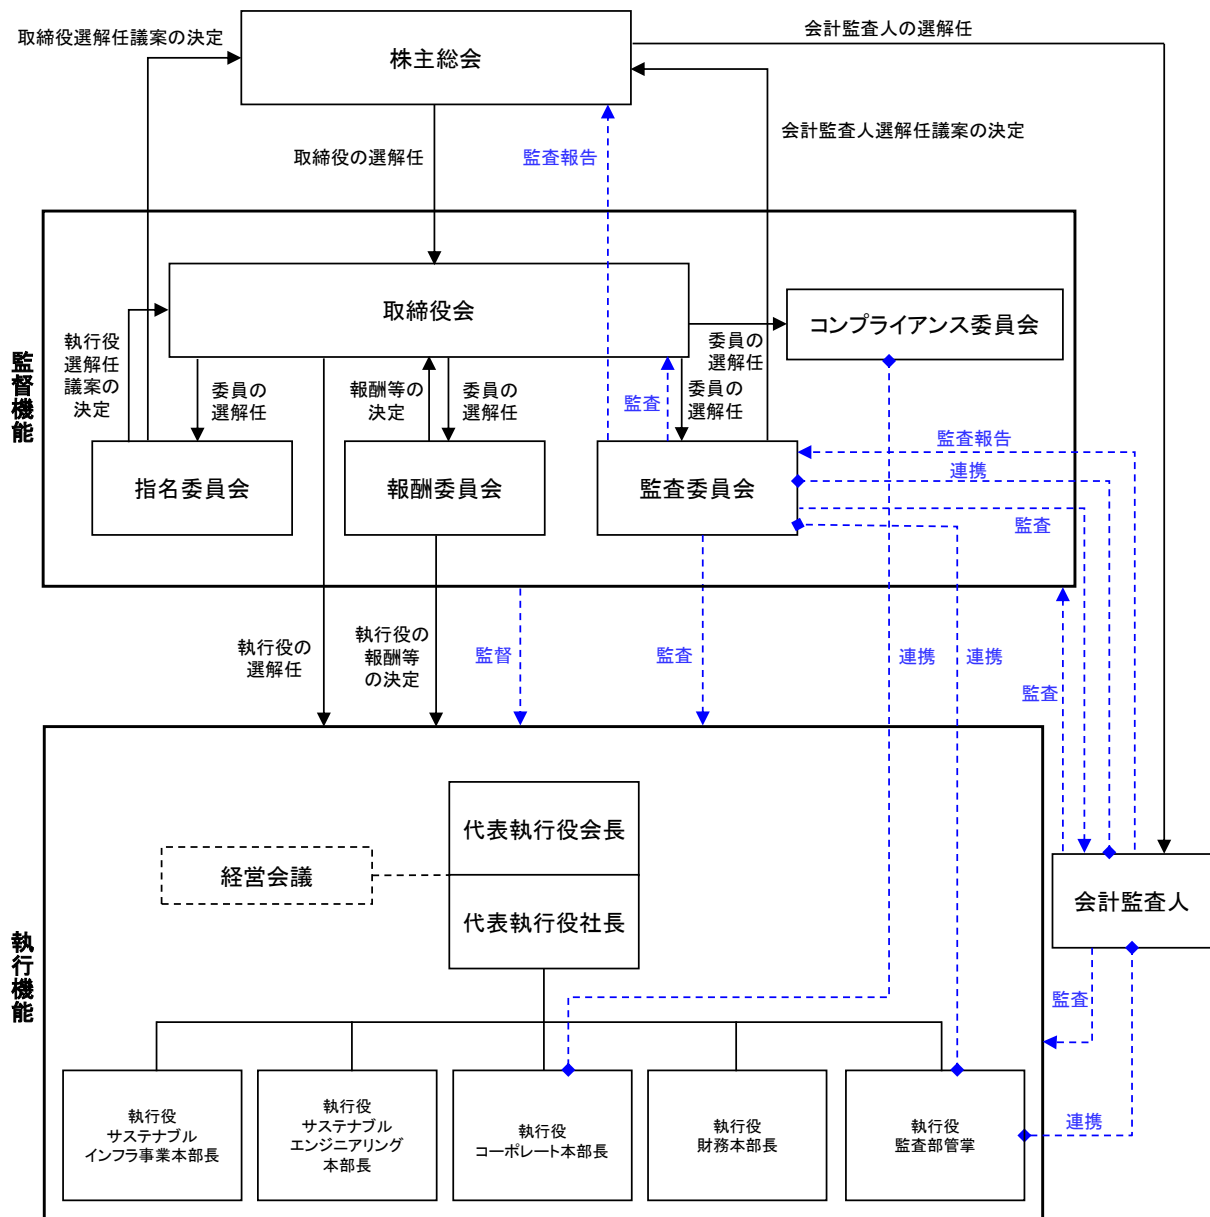 取締役選解任議案の決定
株主総会
会計監査人の選解任
取締役の選解任
監査報告
会計監査人選解任議案の決定
監督機能
取締役会
コンプライアンス委員会
執行役
選解任
議案の
決定
委員の
選解任
報酬等の
決定
委員の
選解任
監査
委員の
選解任
委員の
選解任
指名委員会
報酬委員会
監査委員会
監査報告
連携
監査
執行役の
選解任
執行役の
報酬等
の決定
監督
監査
連携
連携
監査
執行機能
代表執行役会長
経営会議
代表執行役社長
会計監査人
監査
連携
執行役
サステナブル
インフラ事業本部長
執行役
サステナブル
エンジニアリング
本部長
執行役
コーポレート本部長
執行役
財務本部長
執行役
監査部管掌